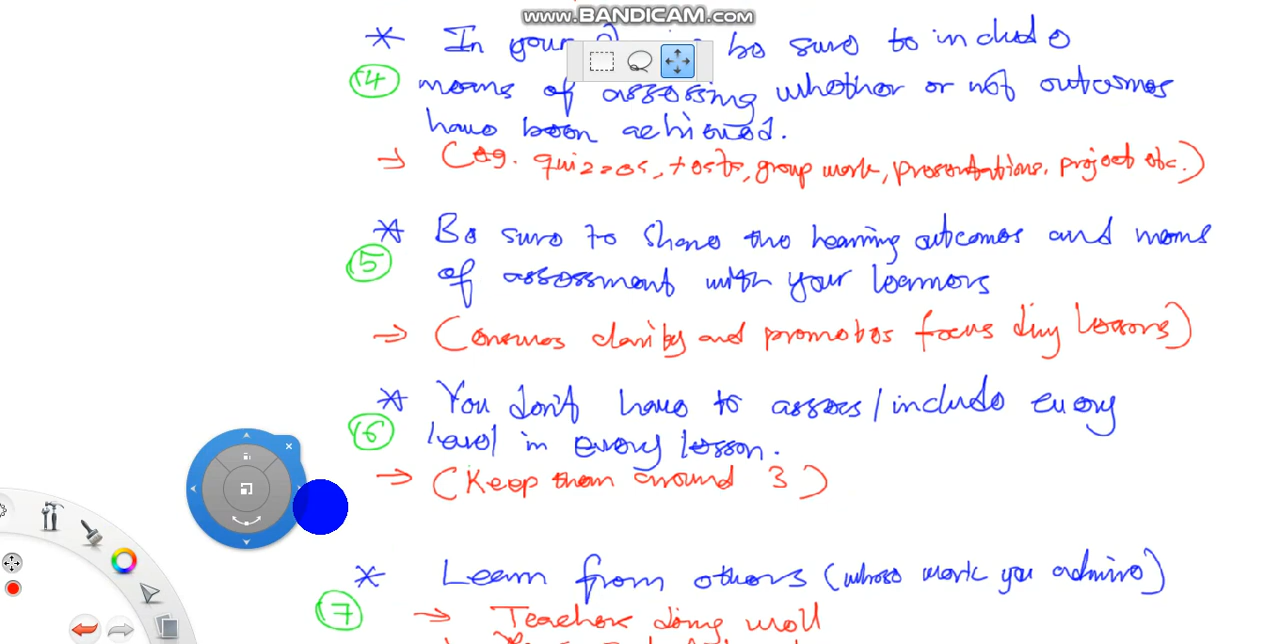 www.BANDICAM.com
* In your be sure to include
(4) means of assessing whether or not outcomes
have been achieved.
→ (eg. quizzes, tests, group work, presentations, project etc.)
* Be sure to share the learning outcomes and means
(5) of assessment with your learners
→ (Ensures clarity and promotes focus diny lessons)
* You don't have to assess/include every
(6) level in every lesson.
→ (Keep them around 3)
* Learn from others (whose work you admire)
(7) → Teachers doing well